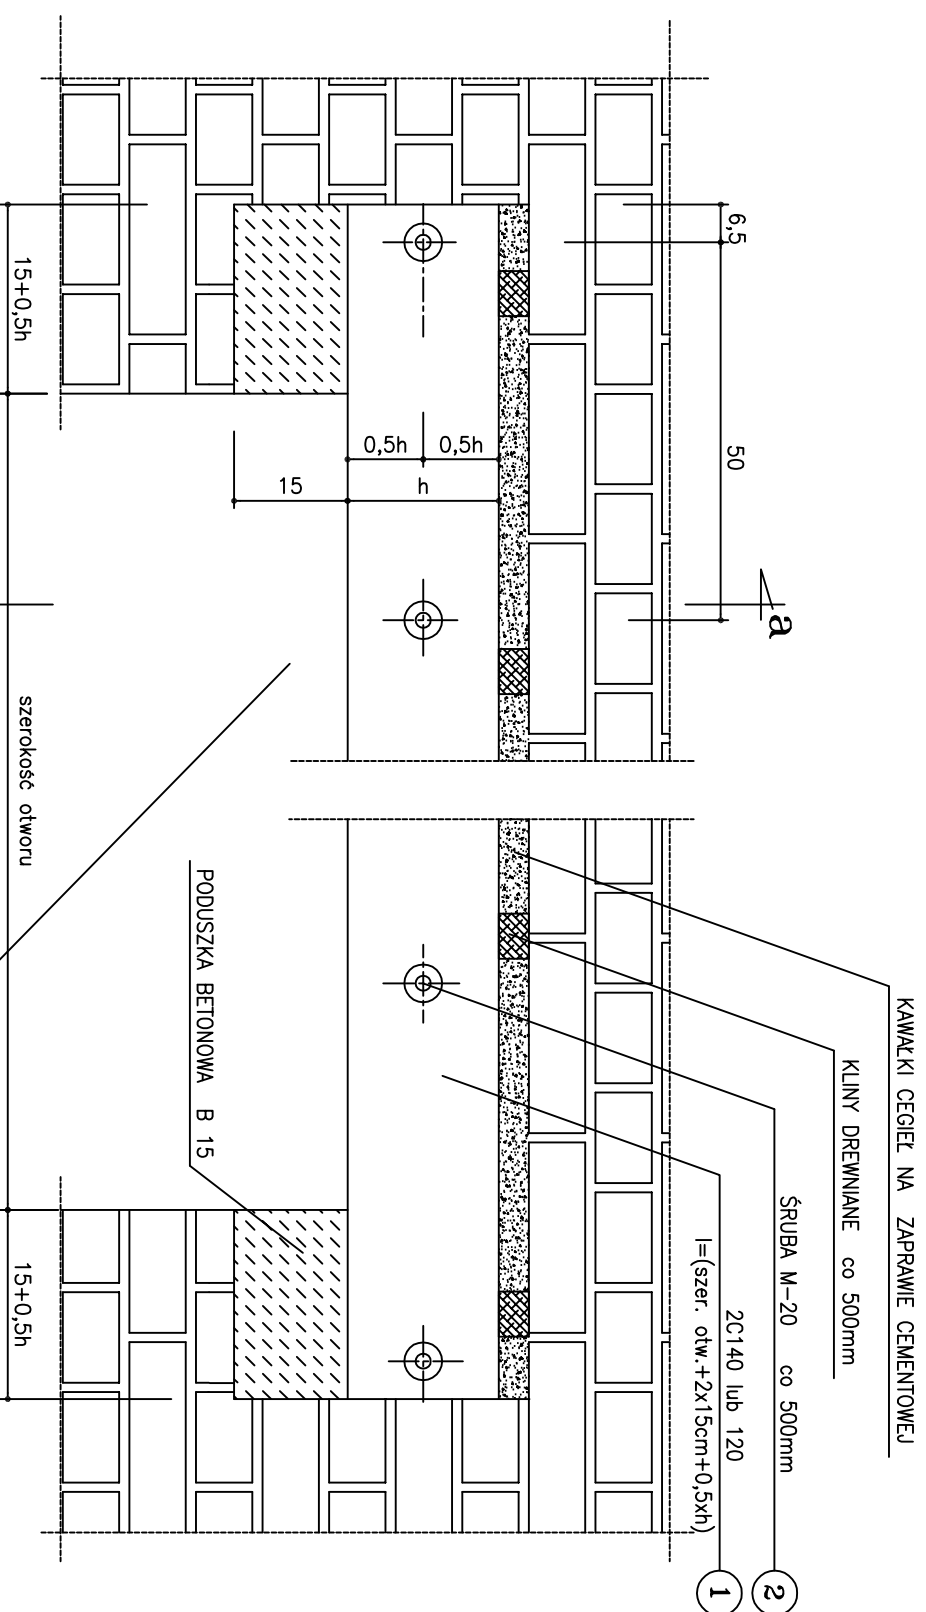 KAWAŁKI CEGIEŁ NA ZAPRAWIE CEMENTOWEJ
KLINY DREWNIANE co 500mm
ŚRUBA M-20 co 500mm
2
2C140 lub 120
l=(szer. otw.+2x15cm+0,5xh)
1
6,5
50
a
0,5h
0,5h
h
15
PODUSZKA BETONOWA B 15
15+0,5h
szerokość otworu
15+0,5h